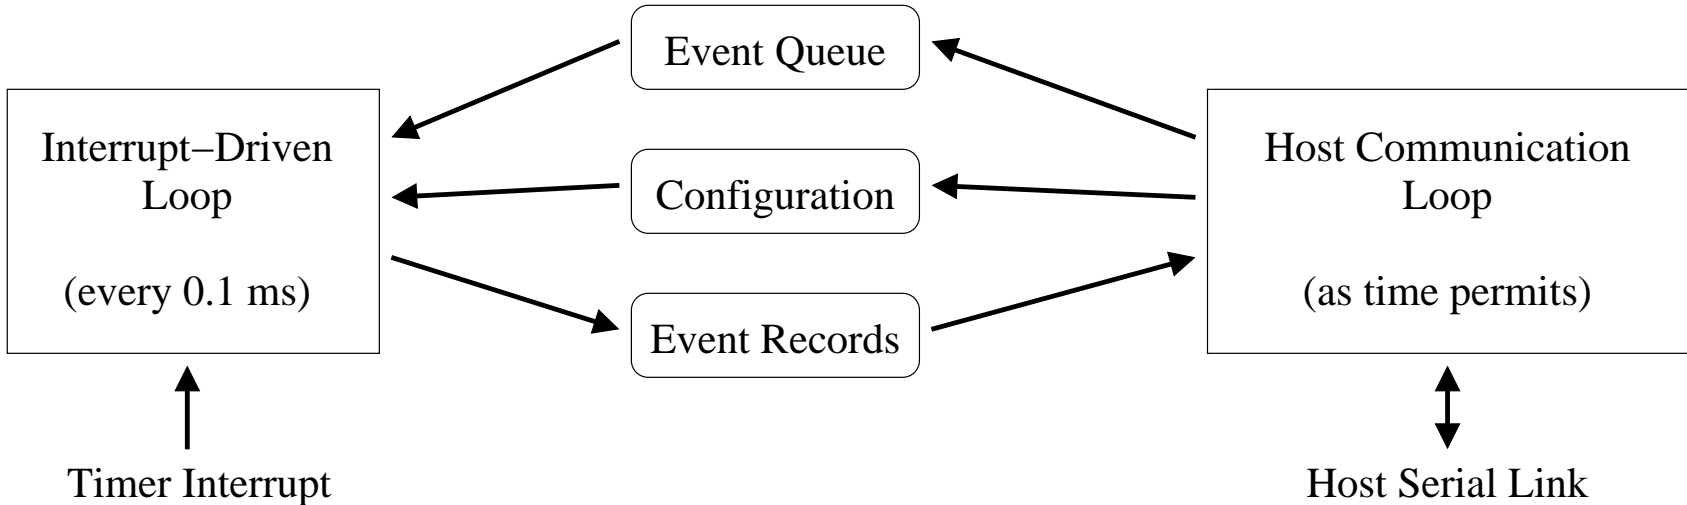 Event Queue
Interrupt−Driven
Loop
(every 0.1 ms)
Configuration
Event Records
Host Communication
Loop
(as time permits)
Timer Interrupt
Host Serial Link